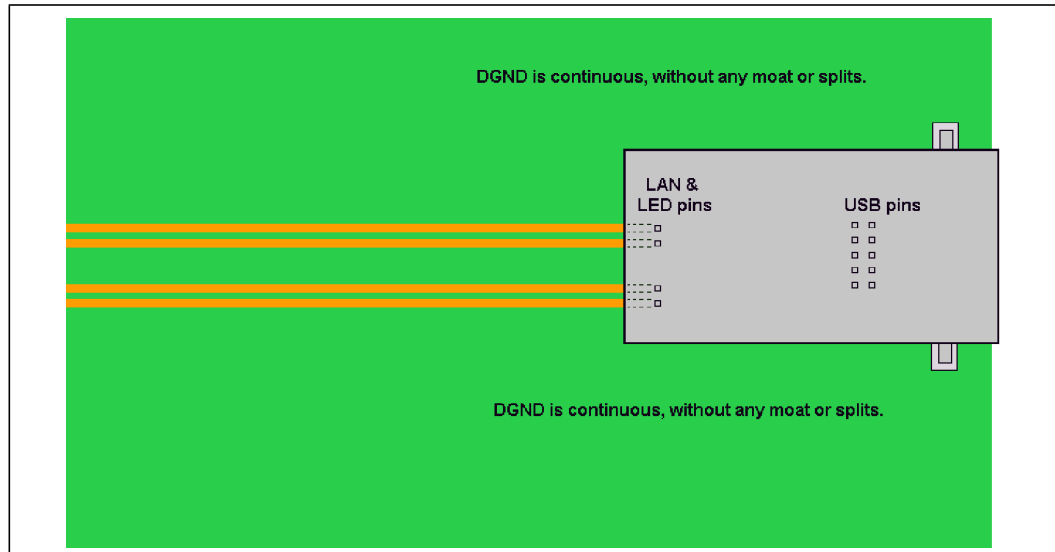 DGND is continuous, without any moat or splits.
LAN &
LED pins
USB pins
DGND is continuous, without any moat or splits.